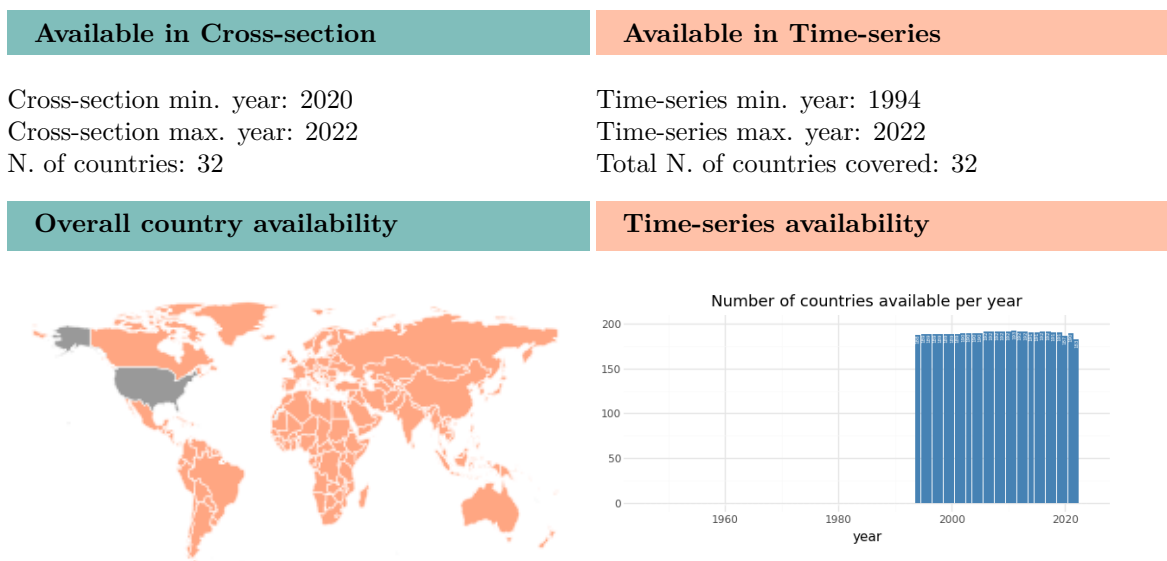 Available in Cross-section
Available in Time-series
Cross-section min. year: 2020
Cross-section max. year: 2022
N. of countries: 32
Time-series min. year: 1994
Time-series max. year: 2022
Total N. of countries covered: 32
Overall country availability
Time-series availability
Number of countries available per year
200
150
100
50
0
1960
1980
2000
2020
year